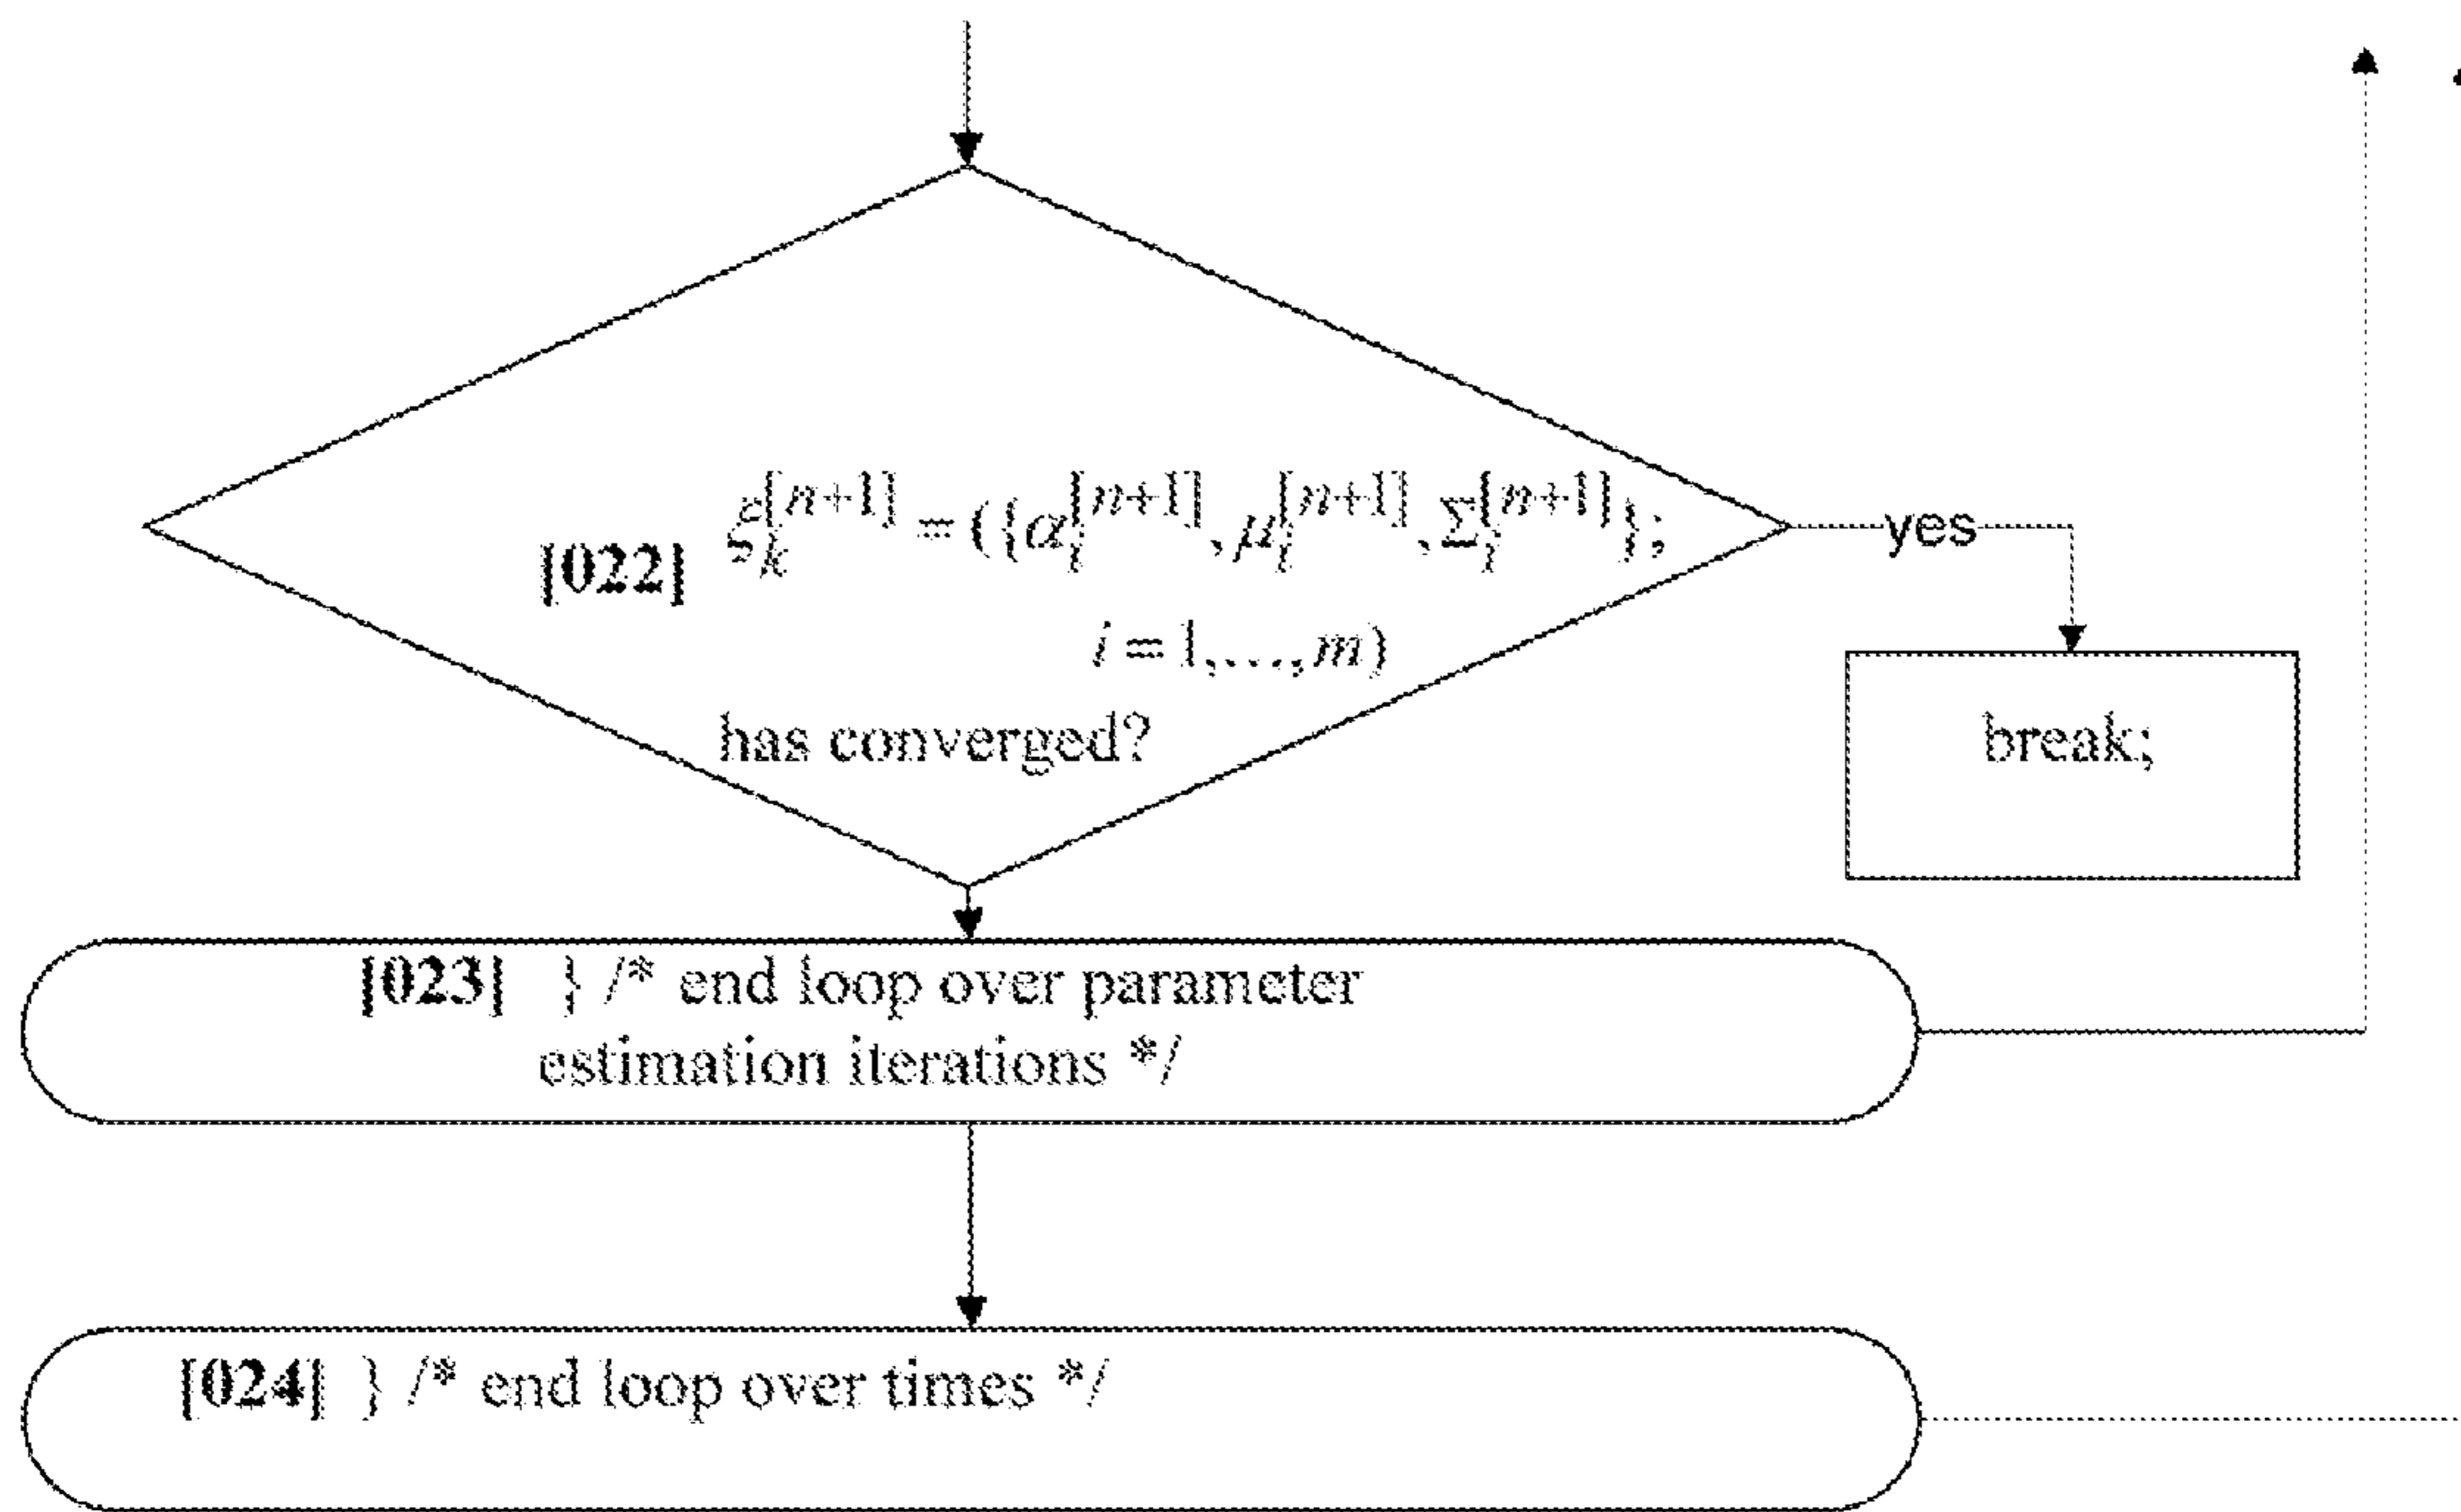 [022] ξ_k^[n+1] = ({α_i^[n+1], μ_i^[n+1], Σ_i^[n+1]};
i = 1,...,m)
has converged?
yes
break;
[023] } /* end loop over parameter
estimation iterations */
[024] } /* end loop over times */